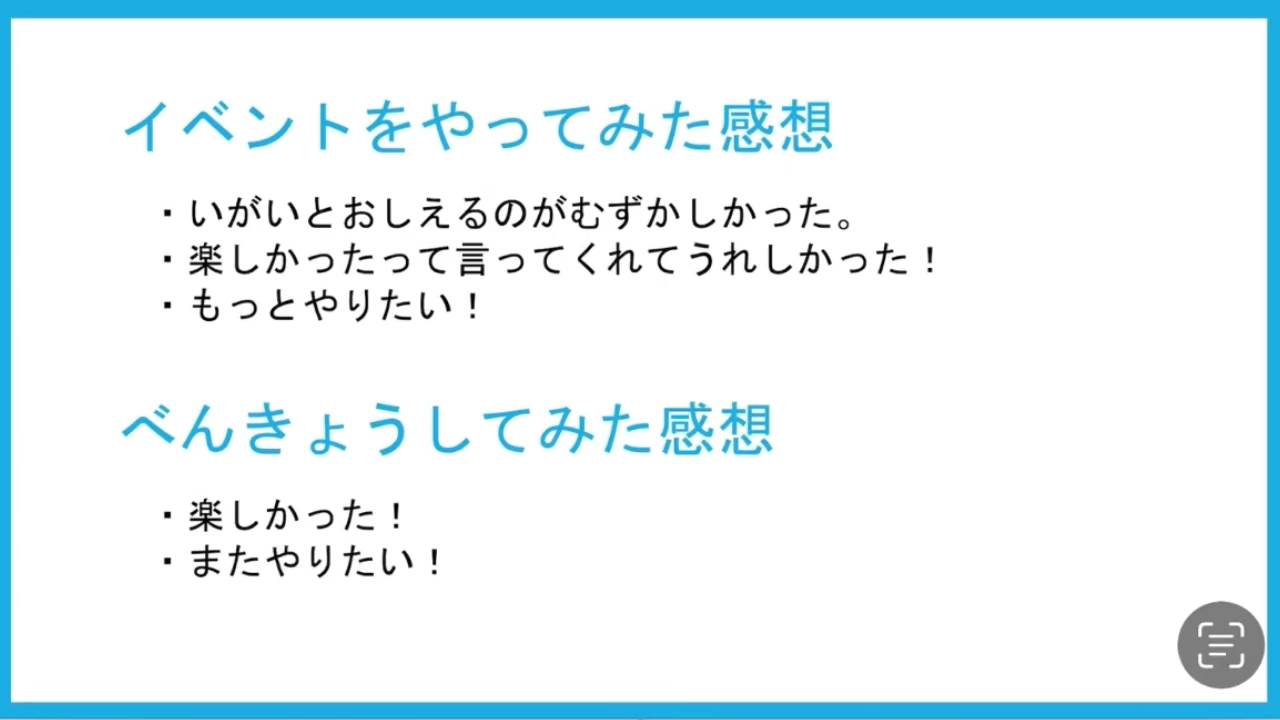 イベントをやってみた感想
・いがいとおしえるのがむずかしかった。
・楽しかったって言ってくれてうれしかった！
・もっとやりたい！
べんきょうしてみた感想
・楽しかった！
・またやりたい！